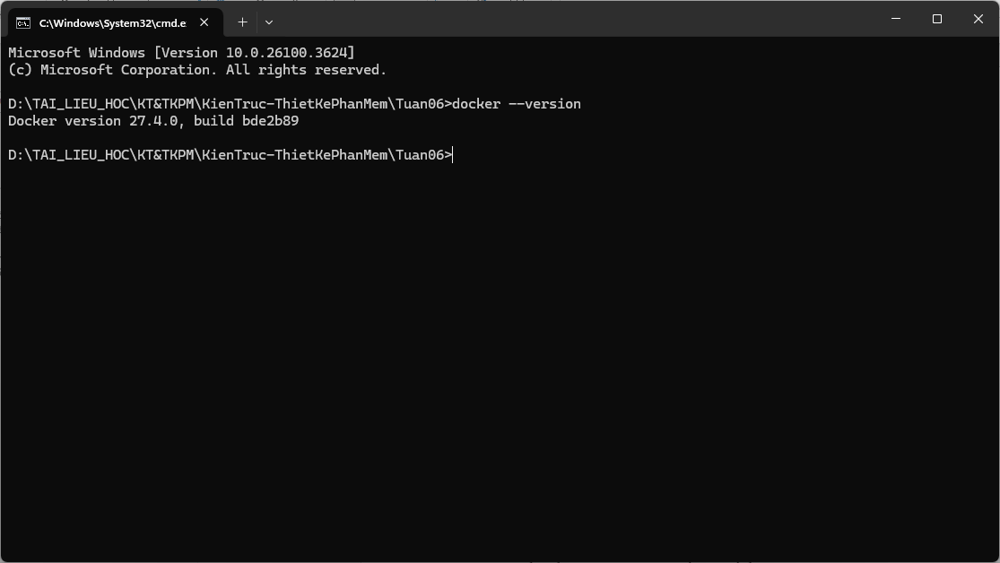 C:\Windows\System32\cmd.e
Microsoft Windows [Version 10.0.26100.3624]
(c) Microsoft Corporation. All rights reserved.
D:\TAI_LIEU_HOC\KT&TKPM\KienTruc-ThietKePhanMem\Tuan06>docker --version
Docker version 27.4.0, build bde2b89
D:\TAI_LIEU_HOC\KT&TKPM\KienTruc-ThietKePhanMem\Tuan06>